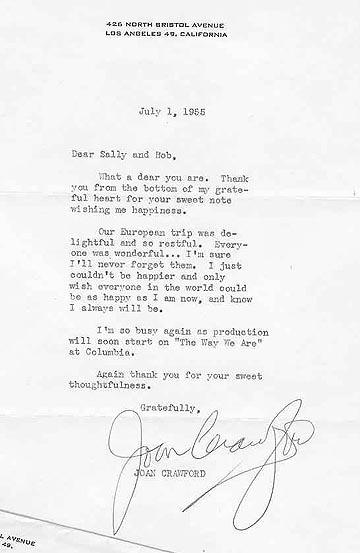 426 NORTH BRISTOL AVENUE
LOS ANGELES 49, CALIFORNIA
July 1, 1955
Dear Sally and Bob,
What a dear you are. Thank
you from the bottom of my grate-
ful heart for your sweet note
wishing me happiness.
Our European trip was de-
lightful and so restful. Every-
one was wonderful... I'm sure
I'll never forget them. I just
couldn't be happier and only
wish everyone in the world could
be as happy as I am now, and know
I always will be.
I'm so busy again as production
will soon start on "The Way We Are"
at Columbia.
Again thank you for your sweet
thoughtfulness.
Gratefully,
Joan Crawford
JOAN CRAWFORD
L AVENUE
49,